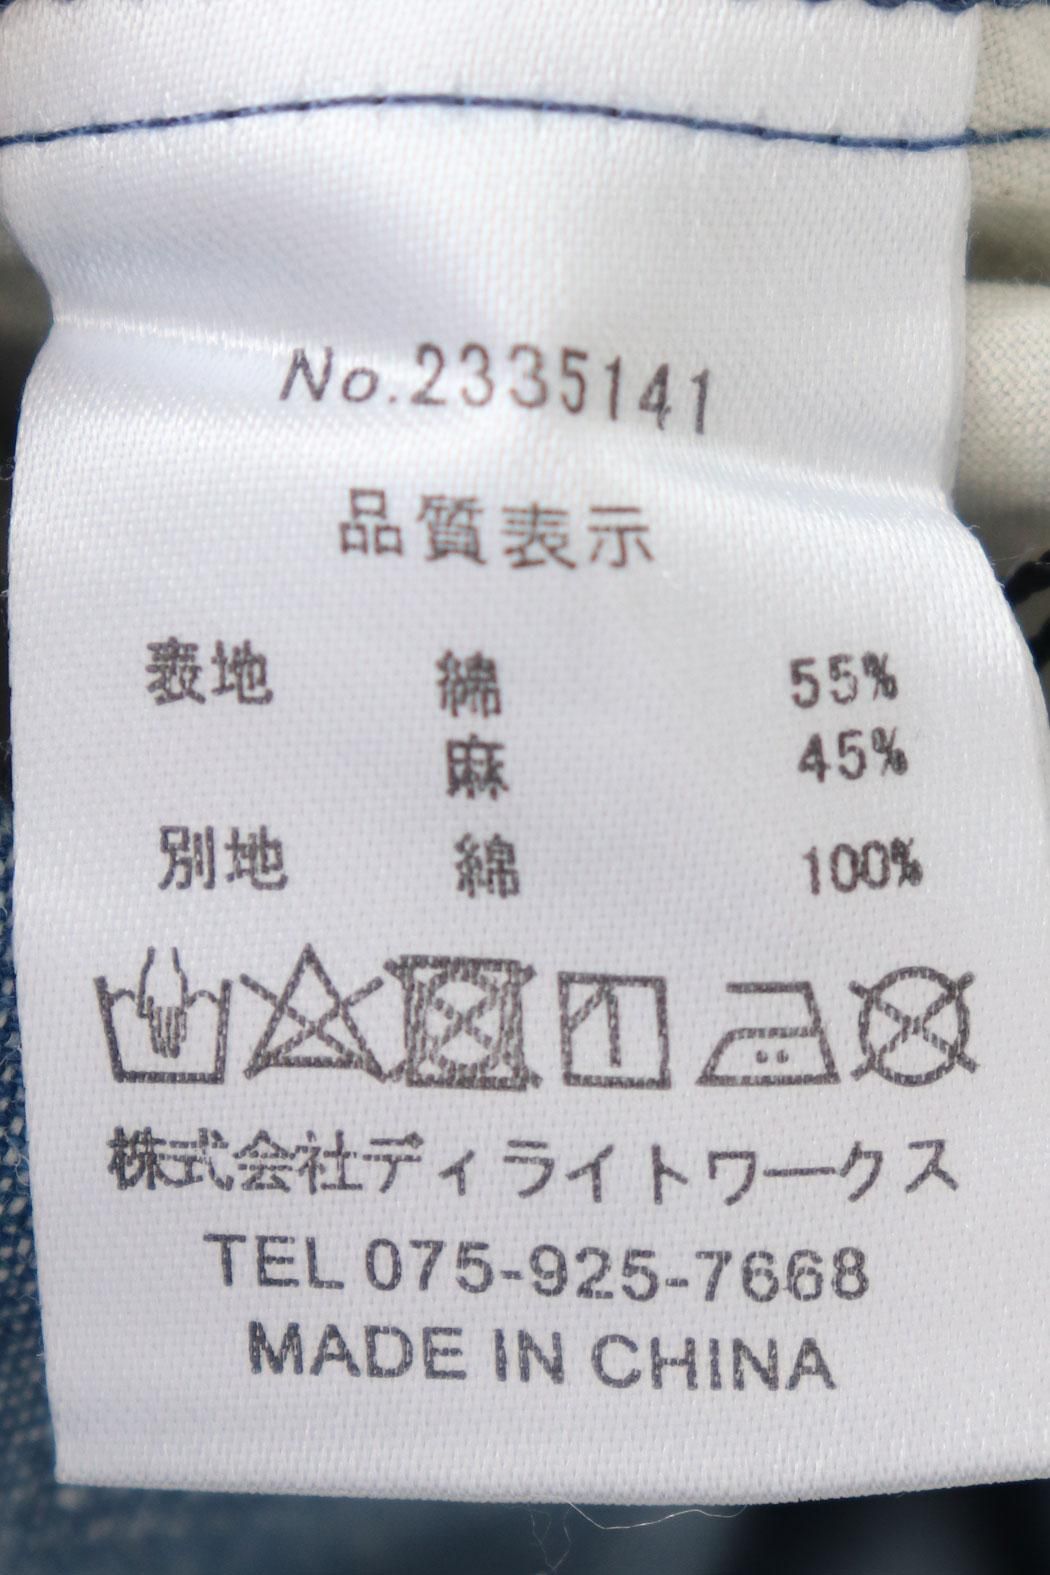 No.2335141
品質表示
表地 綿 55%
麻 45%
別地 綿 100%
株式会社ディライトワークス
TEL 075-925-7668
MADE IN CHINA